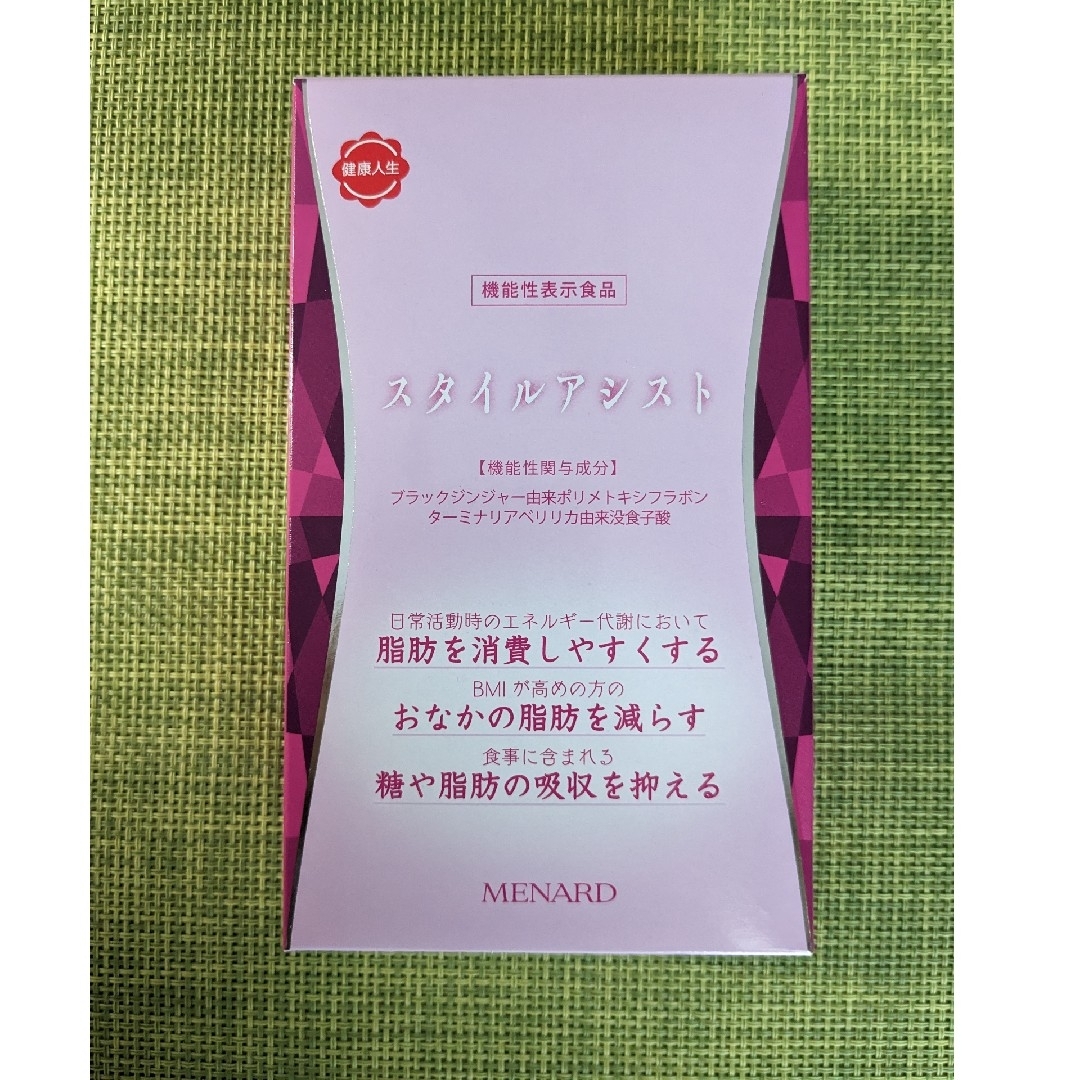 健康人生
機能性表示食品
スタイルアシスト
【機能性関与成分】
ブラックジンジャー由来ポリメトキシフラボン
ターミナリアベリリカ由来没食子酸
日常活動時のエネルギー代謝において
脂肪を消費しやすくする
BMIが高めの方の
おなかの脂肪を減らす
食事に含まれる
糖や脂肪の吸収を抑える
MENARD